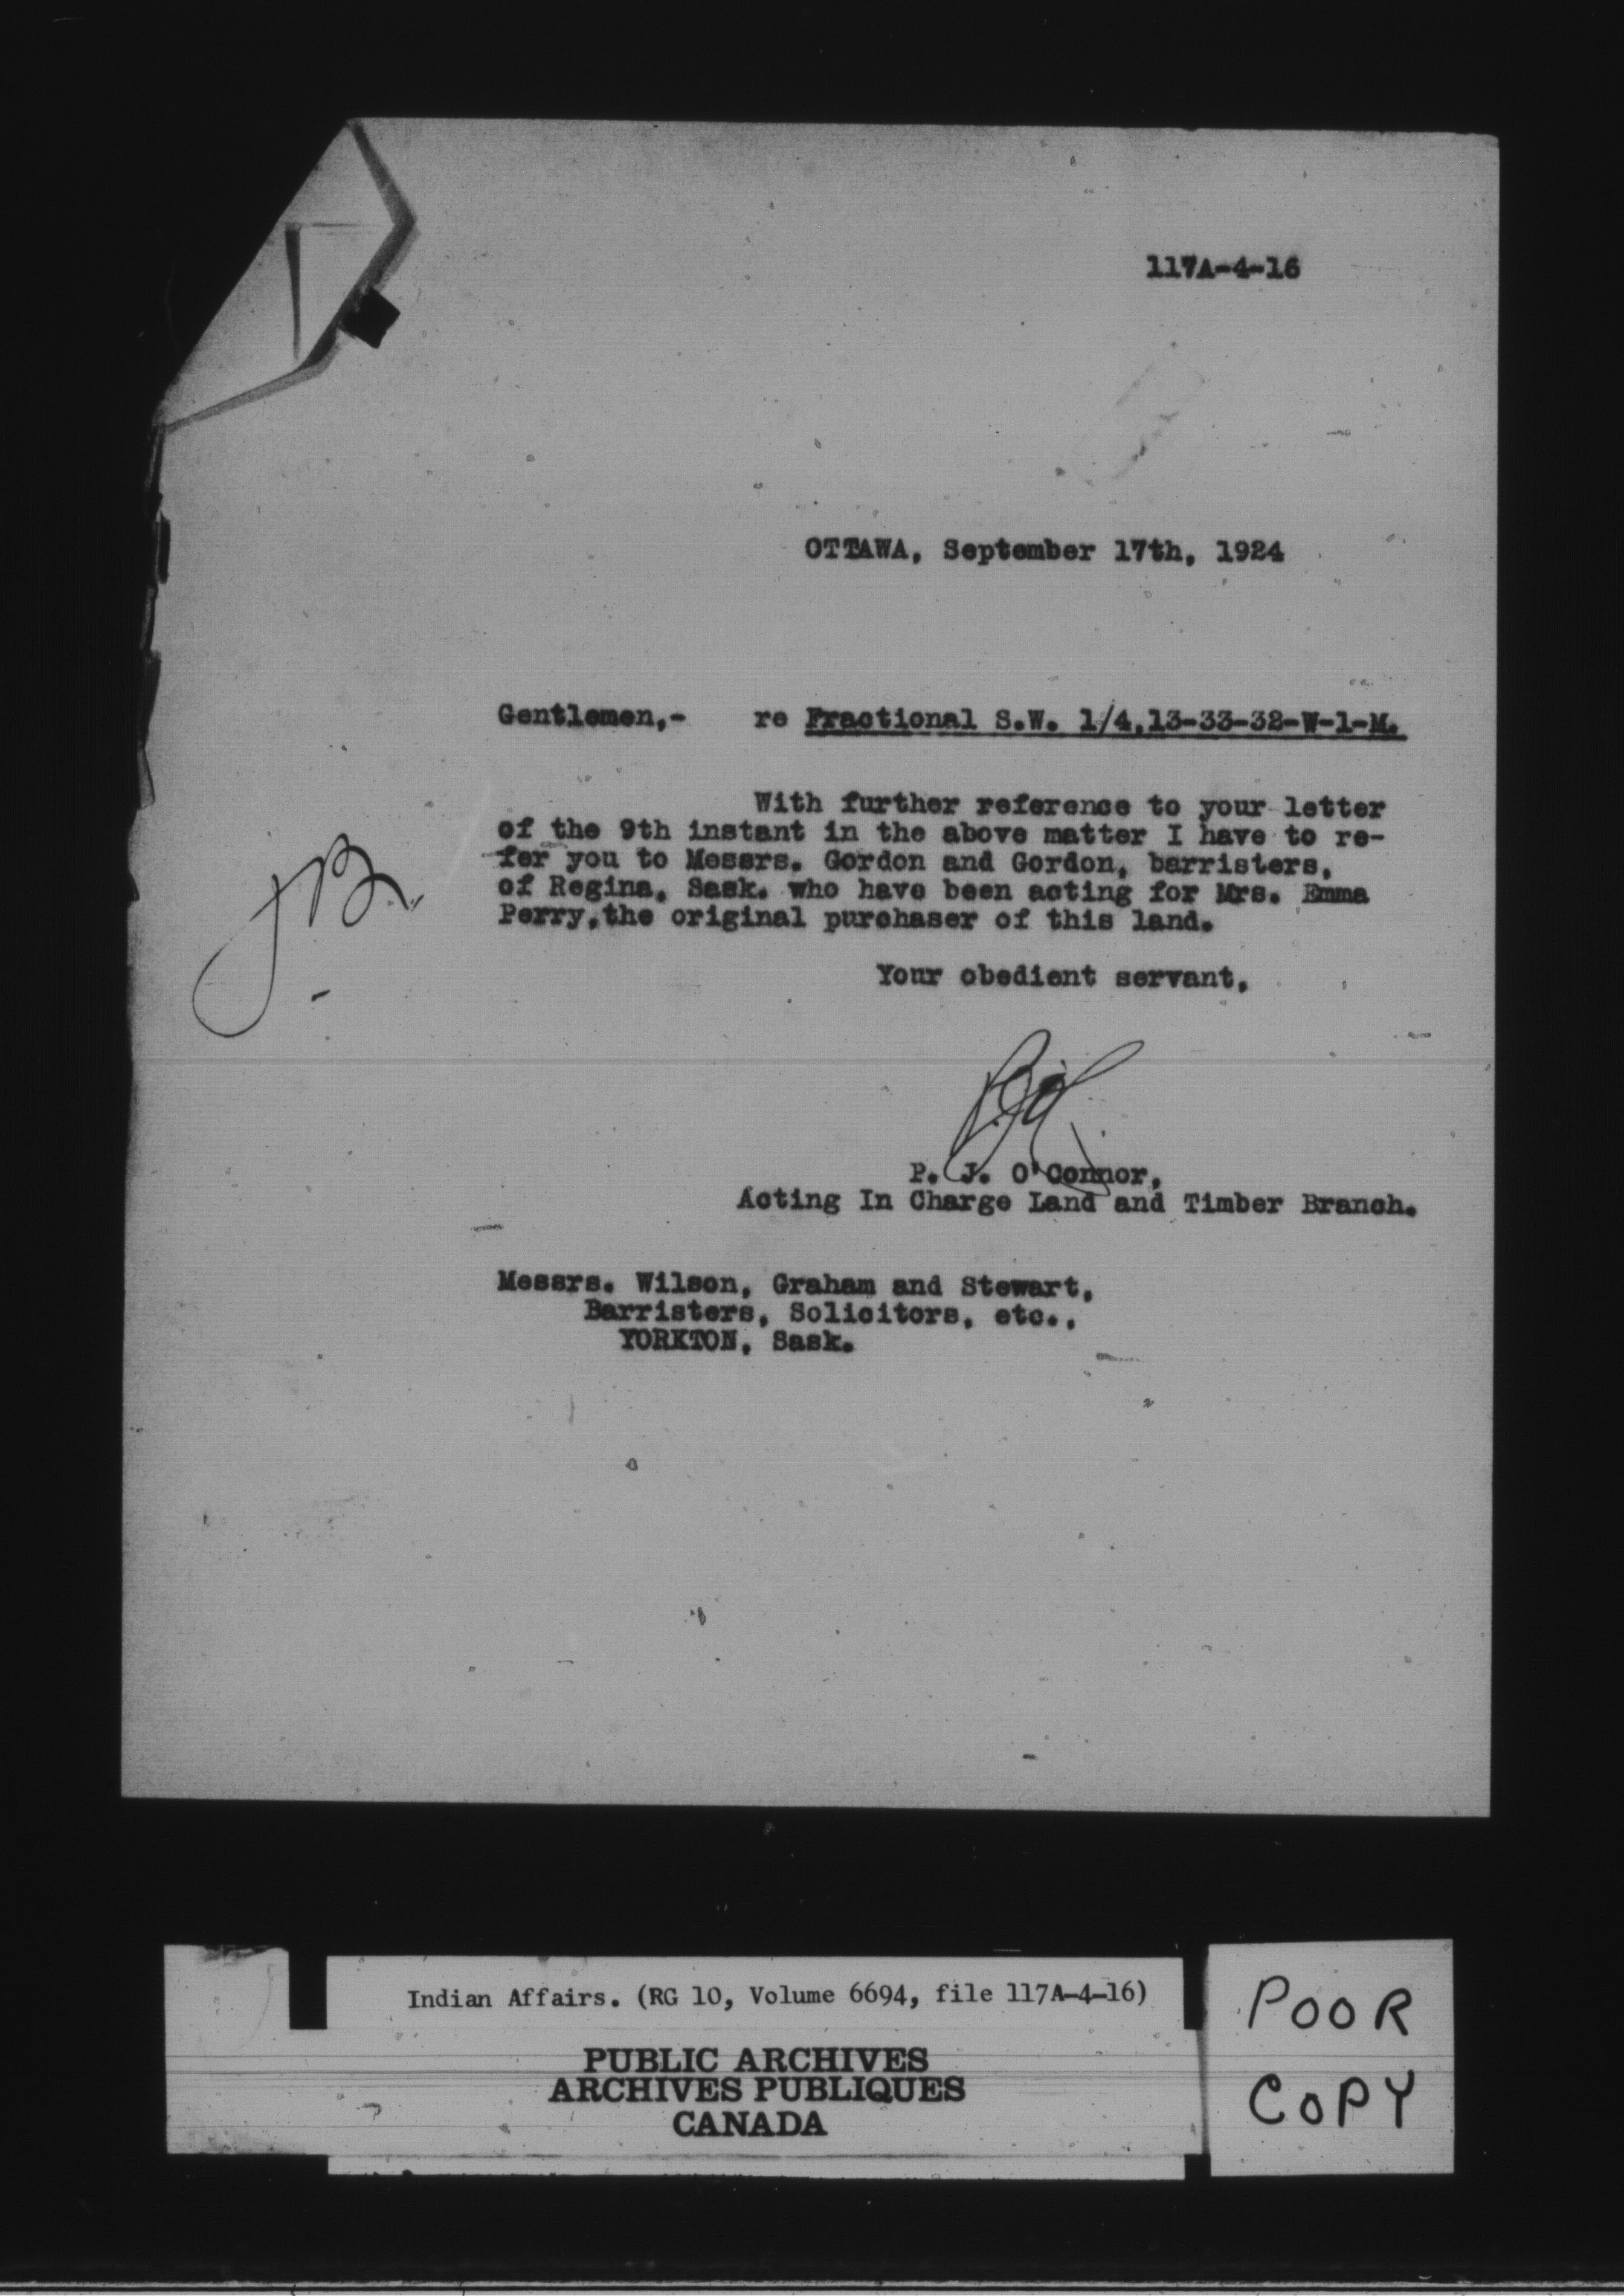 117A-4-16
OTTAWA, September 17th, 1924
Gentlemen,- re Fractional S.W. 1/4,13-33-32-W-1-M.
With further reference to your letter
of the 9th instant in the above matter I have to re-
fer you to Messrs. Gordon and Gordon, barristers,
of Regina, Sask. who have been acting for Mrs. Emma
Perry,the original purchaser of this land.
JB
Your obedient servant,
P. J. O'Connor,
Acting In Charge Land and Timber Branch.
Messrs. Wilson, Graham and Stewart,
Barristers, Solicitors, etc.,
YORKTON, Sask.
Indian Affairs. (RG 10, Volume 6694, file 117A-4-16)
PUBLIC ARCHIVES
ARCHIVES PUBLIQUES
CANADA
POOR
COPY